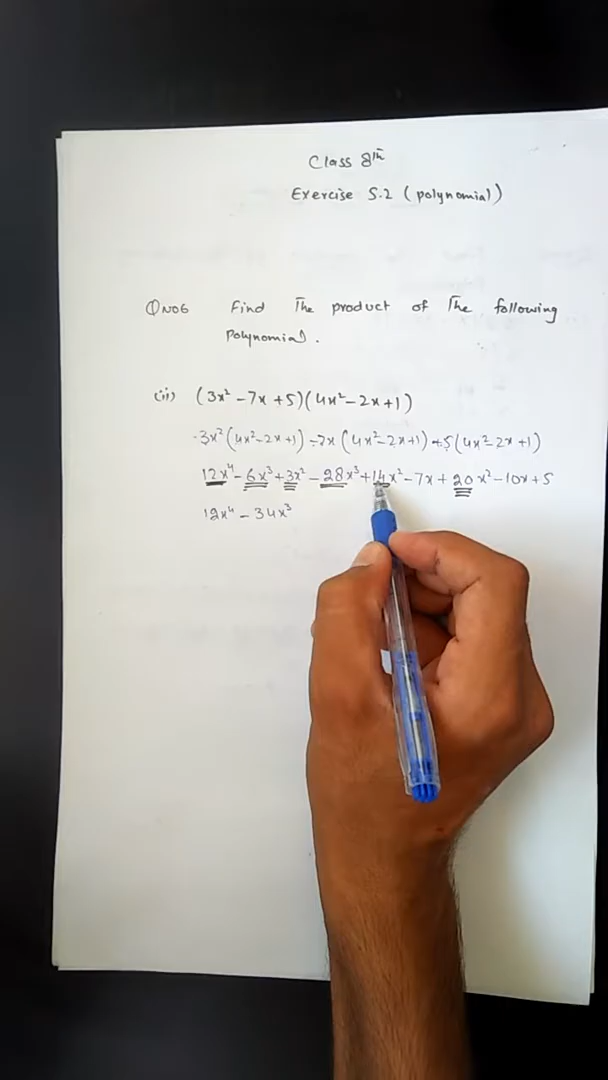 Class 8th
Exercise 5.2 (polynomial)
QNo6 Find The product of The following
Polynomial.
(ii) (3x² - 7x + 5)(4x² - 2x + 1)
3x²(4x² - 2x + 1) - 7x(4x² - 2x + 1) + 5(4x² - 2x + 1)
12x⁴ - 6x³ + 3x² - 28x³ + 14x² - 7x + 20x² - 10x + 5
12x⁴ - 34x³